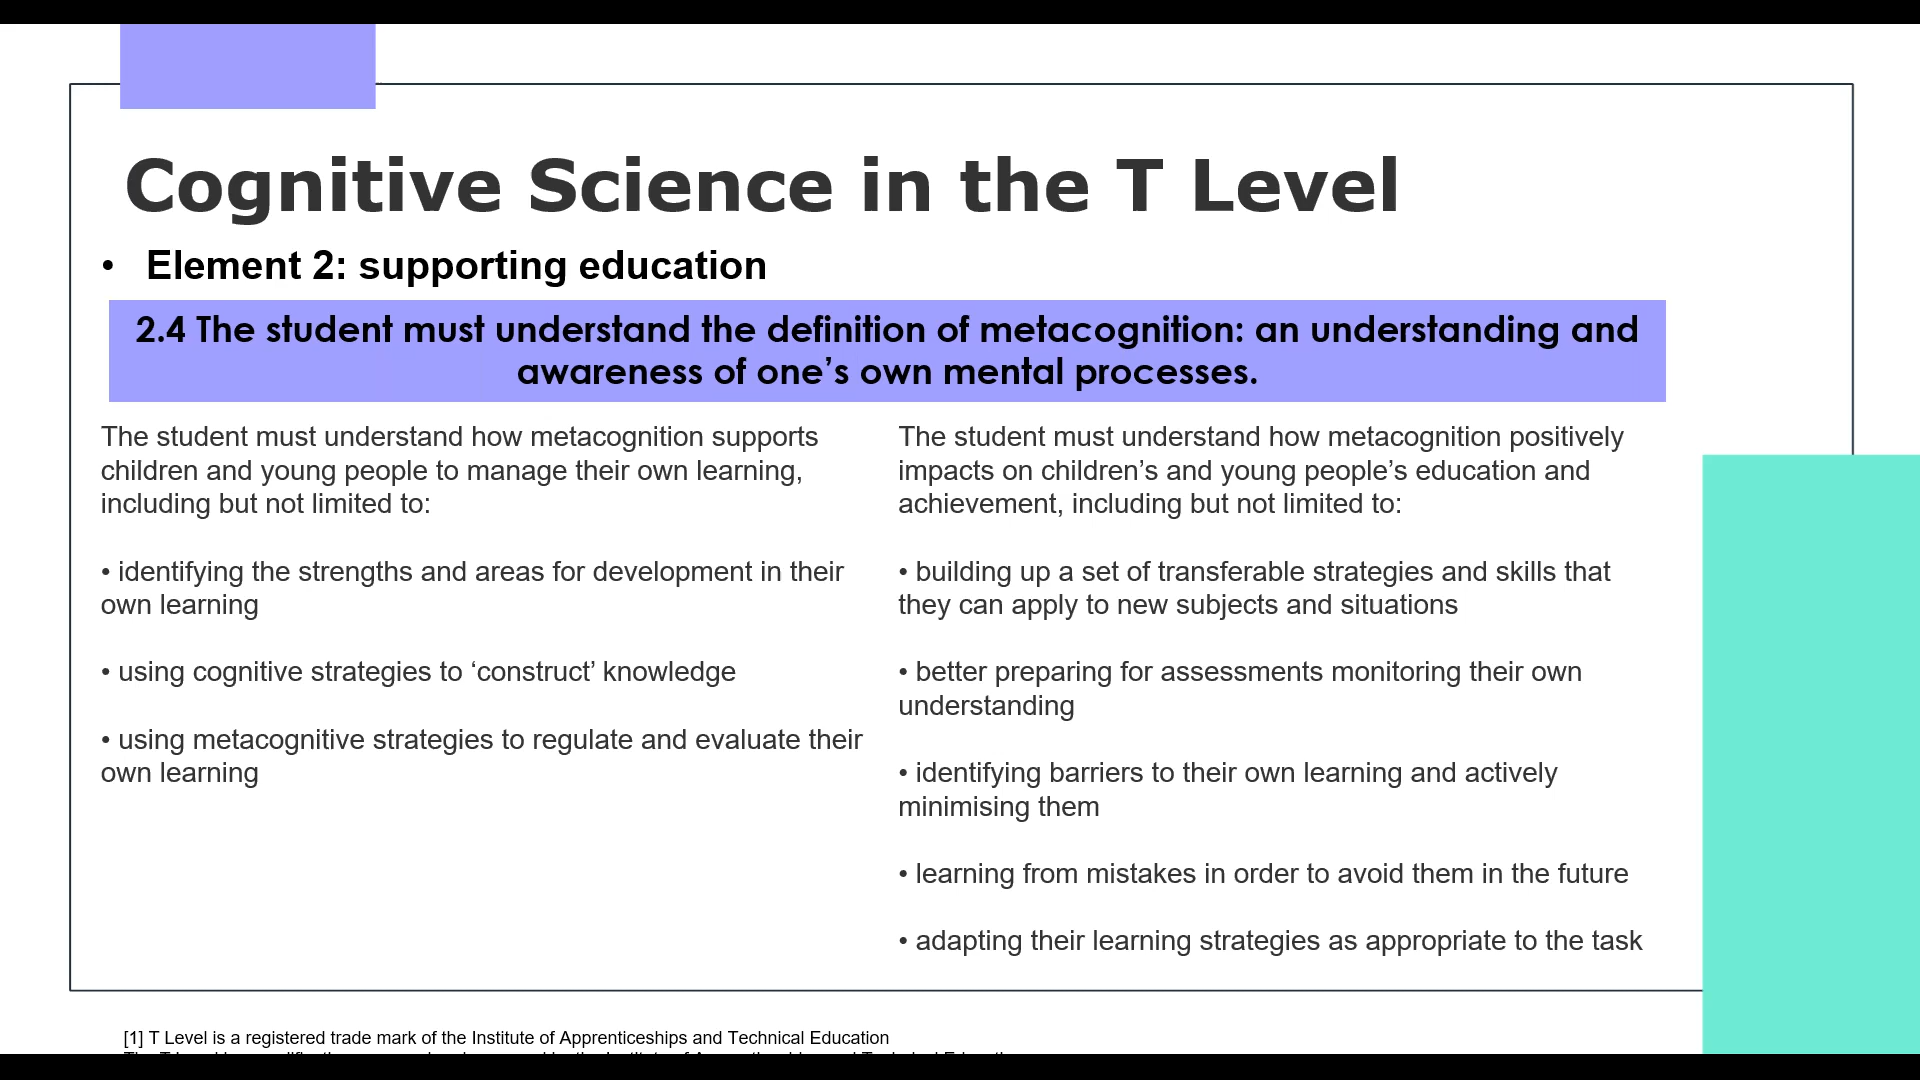 Cognitive Science in the T Level
• Element 2: supporting education
2.4 The student must understand the definition of metacognition: an understanding and
awareness of one’s own mental processes.
The student must understand how metacognition supports
children and young people to manage their own learning,
including but not limited to:
• identifying the strengths and areas for development in their
own learning
• using cognitive strategies to ‘construct’ knowledge
• using metacognitive strategies to regulate and evaluate their
own learning
The student must understand how metacognition positively
impacts on children’s and young people’s education and
achievement, including but not limited to:
• building up a set of transferable strategies and skills that
they can apply to new subjects and situations
• better preparing for assessments monitoring their own
understanding
• identifying barriers to their own learning and actively
minimising them
• learning from mistakes in order to avoid them in the future
• adapting their learning strategies as appropriate to the task
[1] T Level is a registered trade mark of the Institute of Apprenticeships and Technical Education